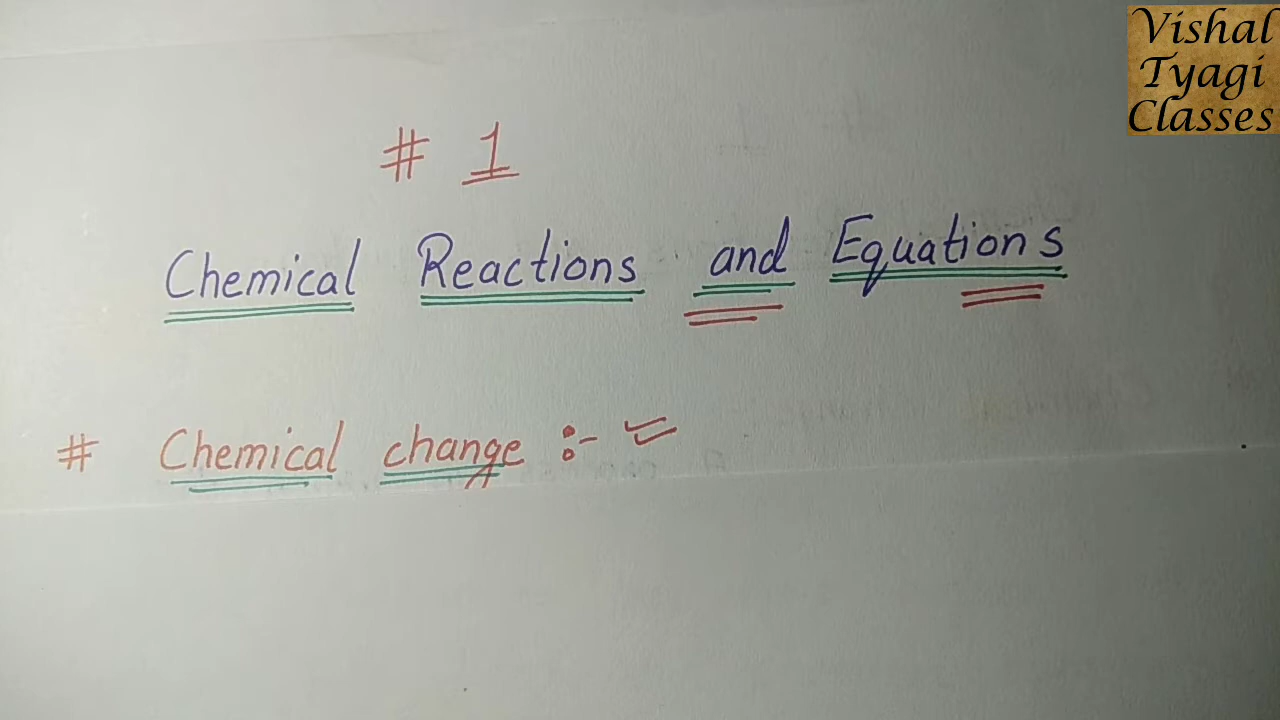 Vishal
Tyagi
Classes
# 1
Chemical Reactions and Equations
# Chemical change :-